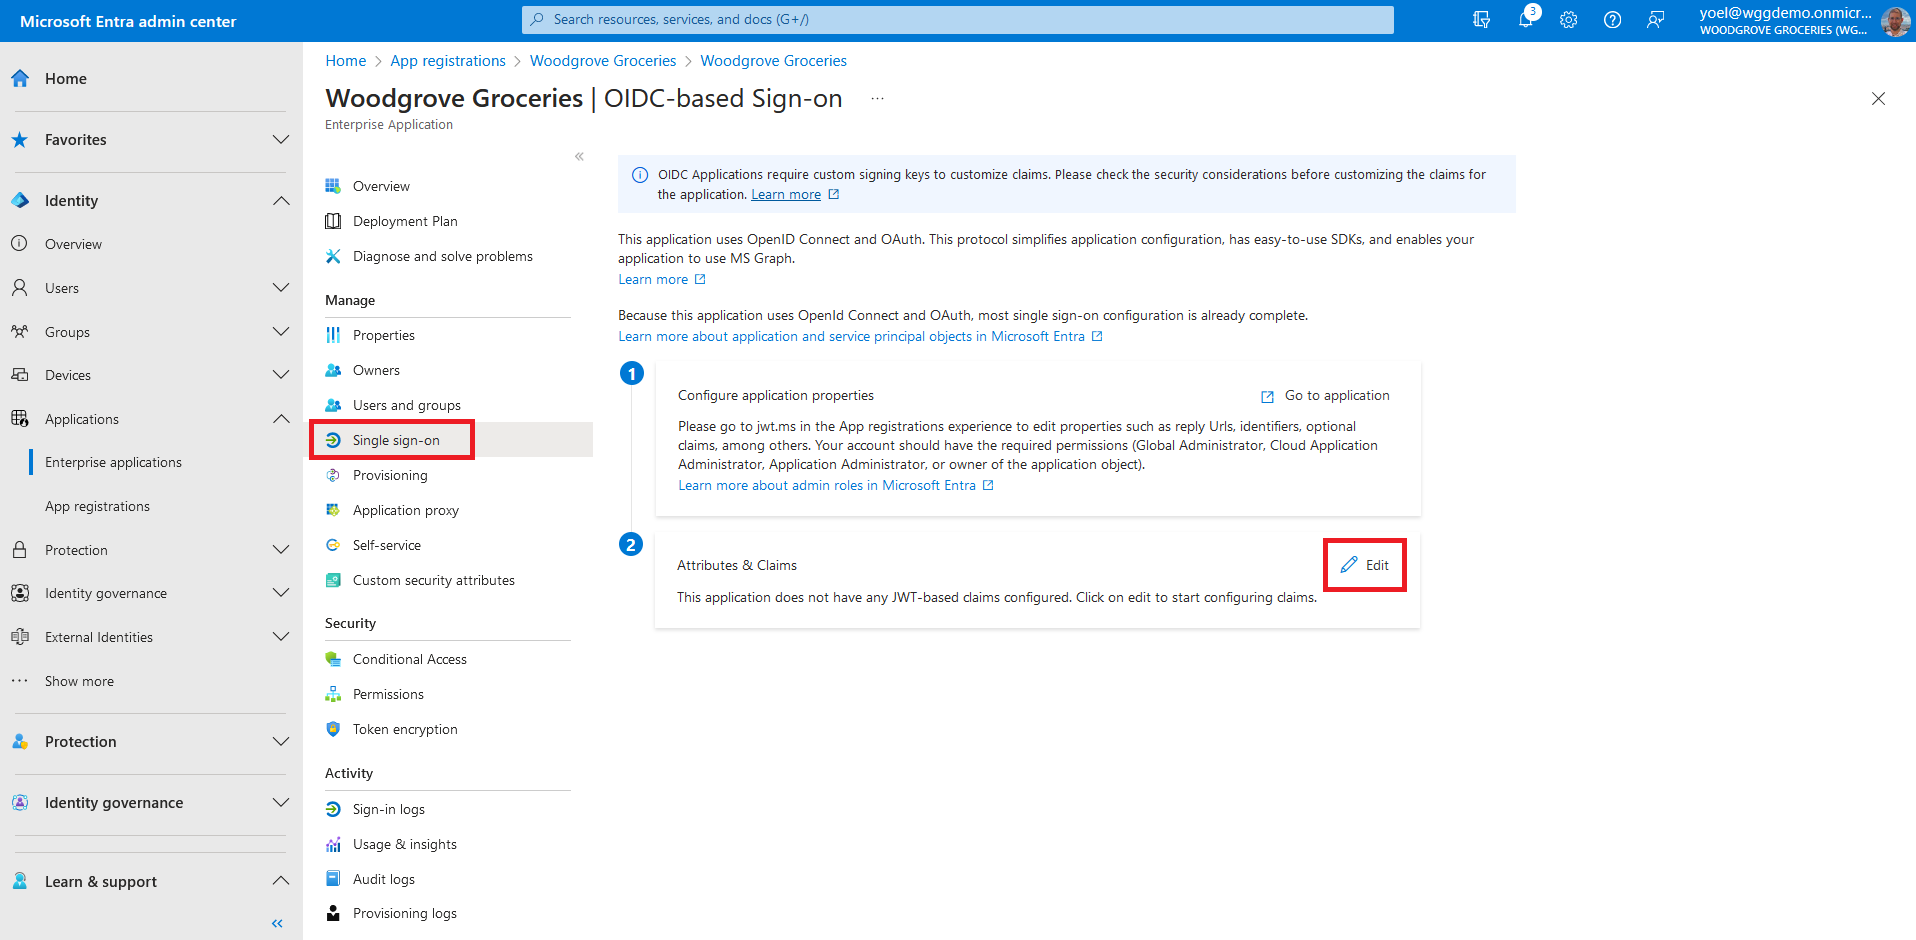 Microsoft Entra admin center
Search resources, services, and docs (G+/)
3
yoel@wggdemo.onmicr...
WOODGROVE GROCERIES (WG...
Home
Favorites
Identity
Overview
Users
Groups
Devices
Applications
Enterprise applications
App registrations
Protection
Identity governance
External Identities
Show more
Protection
Identity governance
Learn & support
Home > App registrations > Woodgrove Groceries > Woodgrove Groceries
Woodgrove Groceries | OIDC-based Sign-on
Enterprise Application
Overview
Deployment Plan
Diagnose and solve problems
Manage
Properties
Owners
Users and groups
Single sign-on
Provisioning
Application proxy
Self-service
Custom security attributes
Security
Conditional Access
Permissions
Token encryption
Activity
Sign-in logs
Usage & insights
Audit logs
Provisioning logs
OIDC Applications require custom signing keys to customize claims. Please check the security considerations before customizing the claims for
the application. Learn more
This application uses OpenID Connect and OAuth. This protocol simplifies application configuration, has easy-to-use SDKs, and enables your
application to use MS Graph.
Learn more
Because this application uses OpenId Connect and OAuth, most single sign-on configuration is already complete.
Learn more about application and service principal objects in Microsoft Entra
1
Configure application properties
Go to application
Please go to jwt.ms in the App registrations experience to edit properties such as reply Urls, identifiers, optional
claims, among others. Your account should have the required permissions (Global Administrator, Cloud Application
Administrator, Application Administrator, or owner of the application object).
Learn more about admin roles in Microsoft Entra
2
Attributes & Claims
Edit
This application does not have any JWT-based claims configured. Click on edit to start configuring claims.